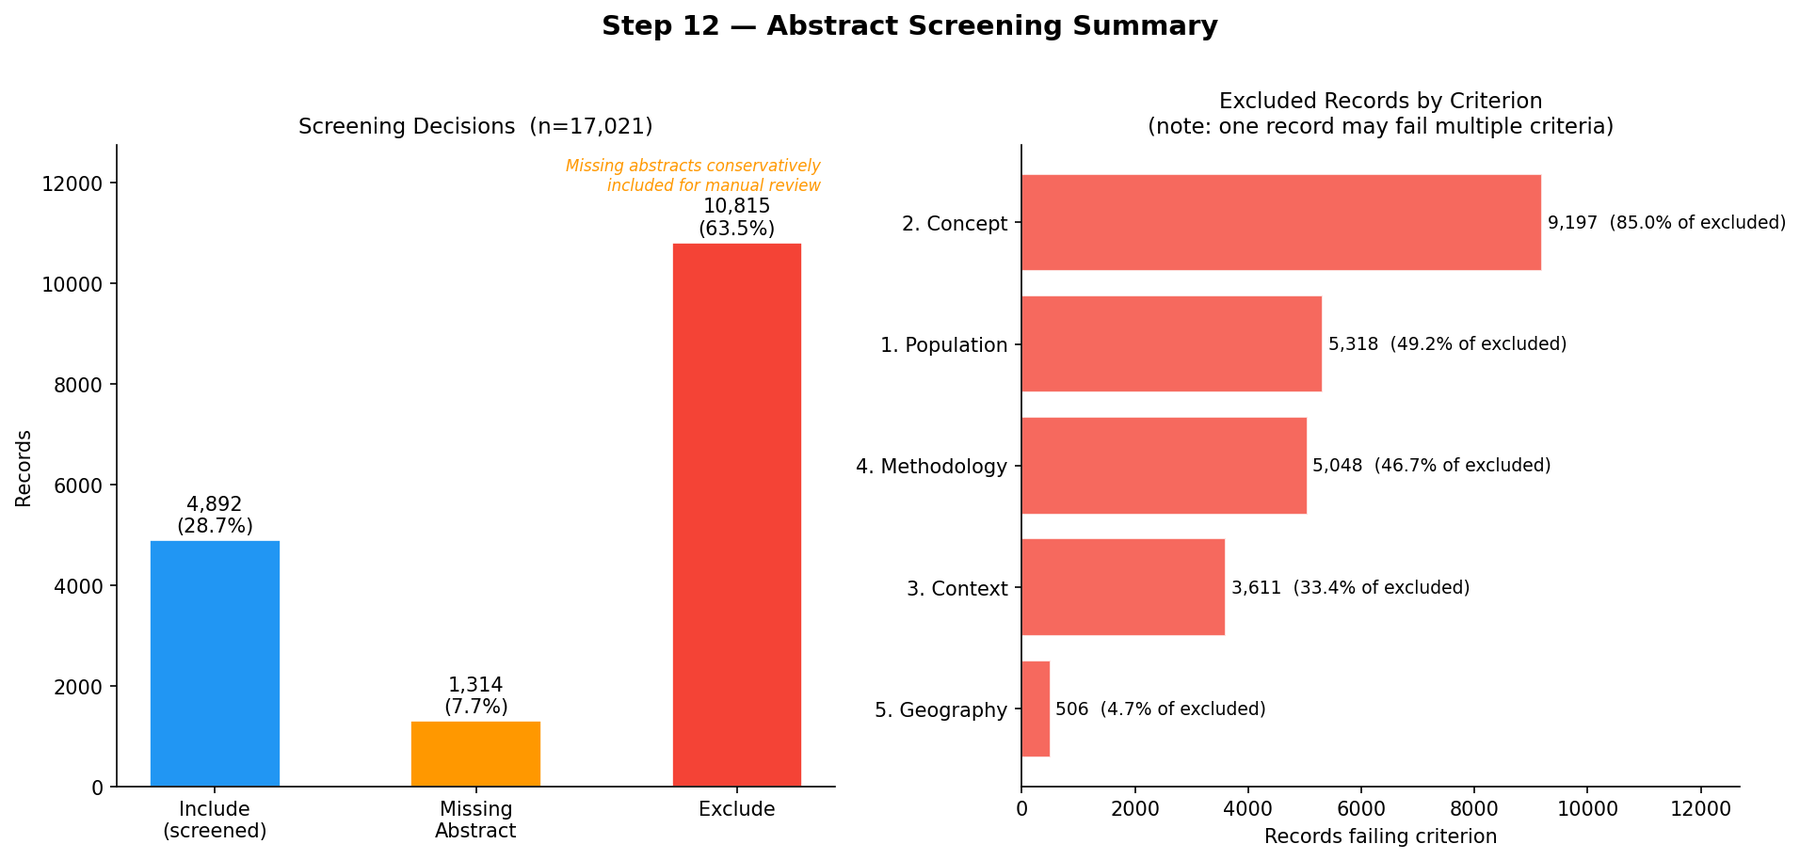 Step 12 — Abstract Screening Summary
Screening Decisions  (n=17,021)
Missing abstracts conservatively
included for manual review
10,815
(63.5%)
4,892
(28.7%)
1,314
(7.7%)
12000
10000
8000
6000
4000
2000
0
Records
Include
(screened)
Missing
Abstract
Exclude
Excluded Records by Criterion
(note: one record may fail multiple criteria)
2. Concept
9,197  (85.0% of excluded)
1. Population
5,318  (49.2% of excluded)
4. Methodology
5,048  (46.7% of excluded)
3. Context
3,611  (33.4% of excluded)
5. Geography
506  (4.7% of excluded)
0 2000 4000 6000 8000 10000 12000
Records failing criterion